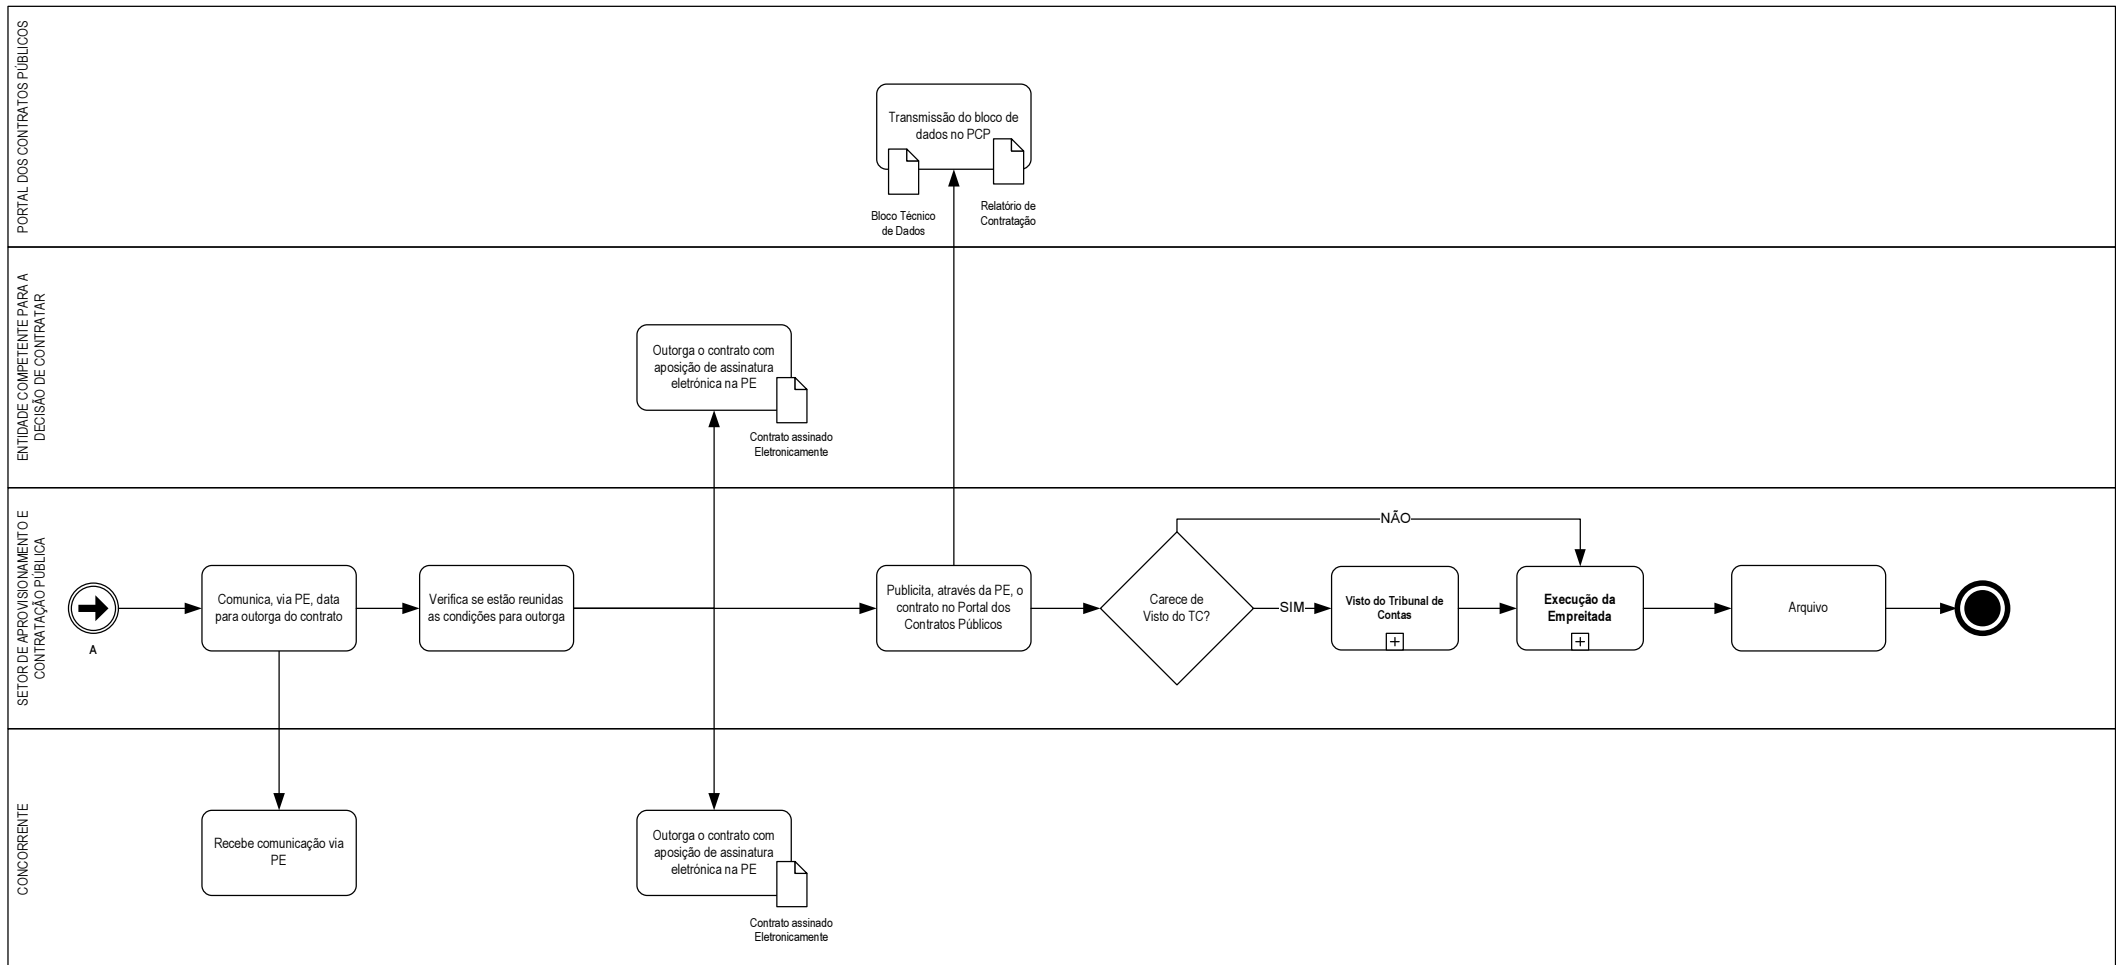 PORTAL DOS CONTRATOS PÚBLICOS
Transmissão do bloco de
dados no PCP
Bloco Técnico
de Dados
Relatório de
Contratação
ENTIDADE COMPETENTE PARA A
DECISÃO DE CONTRATAR
Outorga o contrato com
aposição de assinatura
eletrónica na PE
Contrato assinado
Eletronicamente
SETOR DE APROVISIONAMENTO E
CONTRATAÇÃO PÚBLICA
A
Comunica, via PE, data
para outorga do contrato
Verifica se estão reunidas
as condições para outorga
Publicita, através da PE, o
contrato no Portal dos
Contratos Públicos
Carece de
Visto do TC?
NÃO
SIM
Visto do Tribunal de
Contas
Execução da
Empreitada
Arquivo
CONCORRENTE
Recebe comunicação via
PE
Outorga o contrato com
aposição de assinatura
eletrónica na PE
Contrato assinado
Eletronicamente